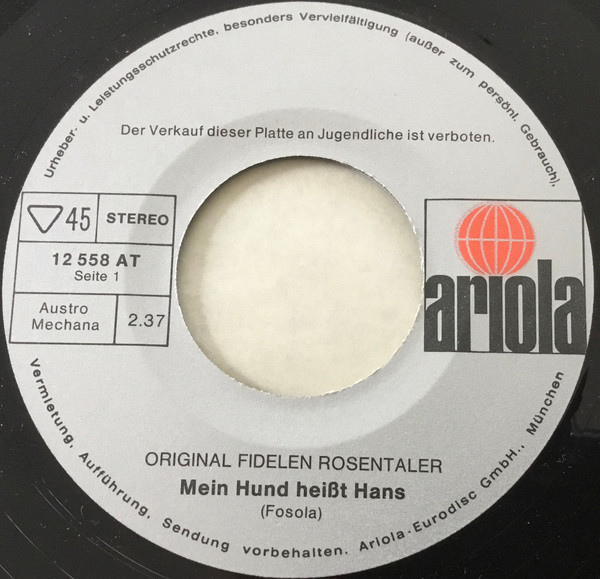 Urheber- u. Leistungsschutzrechte, besonders Vervielfältigung (außer zum persönl. Gebrauch),
Der Verkauf dieser Platte an Jugendliche ist verboten.
45 STEREO
12 558 AT
Seite 1
Austro
Mechana
2.37
ariola
ORIGINAL FIDELEN ROSENTALER
Mein Hund heißt Hans
(Fosola)
Vermietung, Aufführung, Sendung vorbehalten. Ariola-Eurodisc GmbH., München